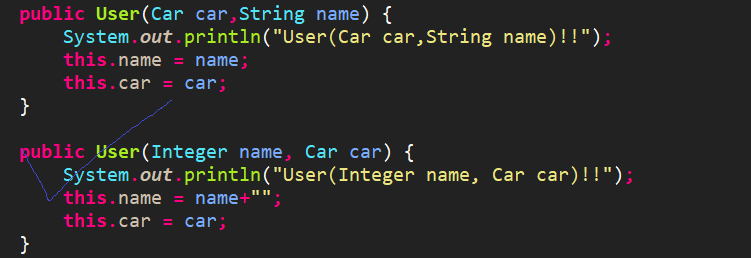 public User(Car car,String name) {
System.out.println("User(Car car,String name)!!");
this.name = name;
this.car = car;
}
public User(Integer name, Car car) {
System.out.println("User(Integer name, Car car)!!");
this.name = name+"";
this.car = car;
}